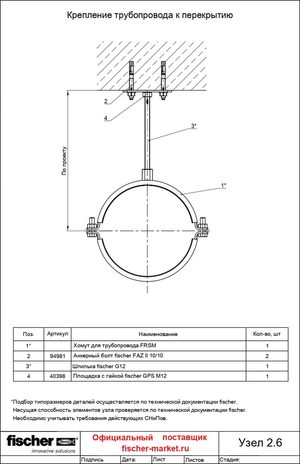 Крепление трубопровода к перекрытию
2
4
3*
По проекту
1*
Поз. Артикул Наименование Кол-во, шт
1* Хомут для трубопровода FRSM 1
2 94981 Анкерный болт fischer FAZ II 10/10 2
3* Шпилька fischer G12 1
4 40398 Площадка с гайкой fischer GPS M12 1
*Подбор типоразмеров деталей осуществляется по технической документации fischer.
Несущая способность элементов узла проверяется по технической документации fischer.
Необходимо учитывать требования действующих СНиПов.
fischer
innovative solutions
Официальный поставщик
fischer-market.ru
Узел 2.6
Подпись Дата: Лист Листов Стадия: